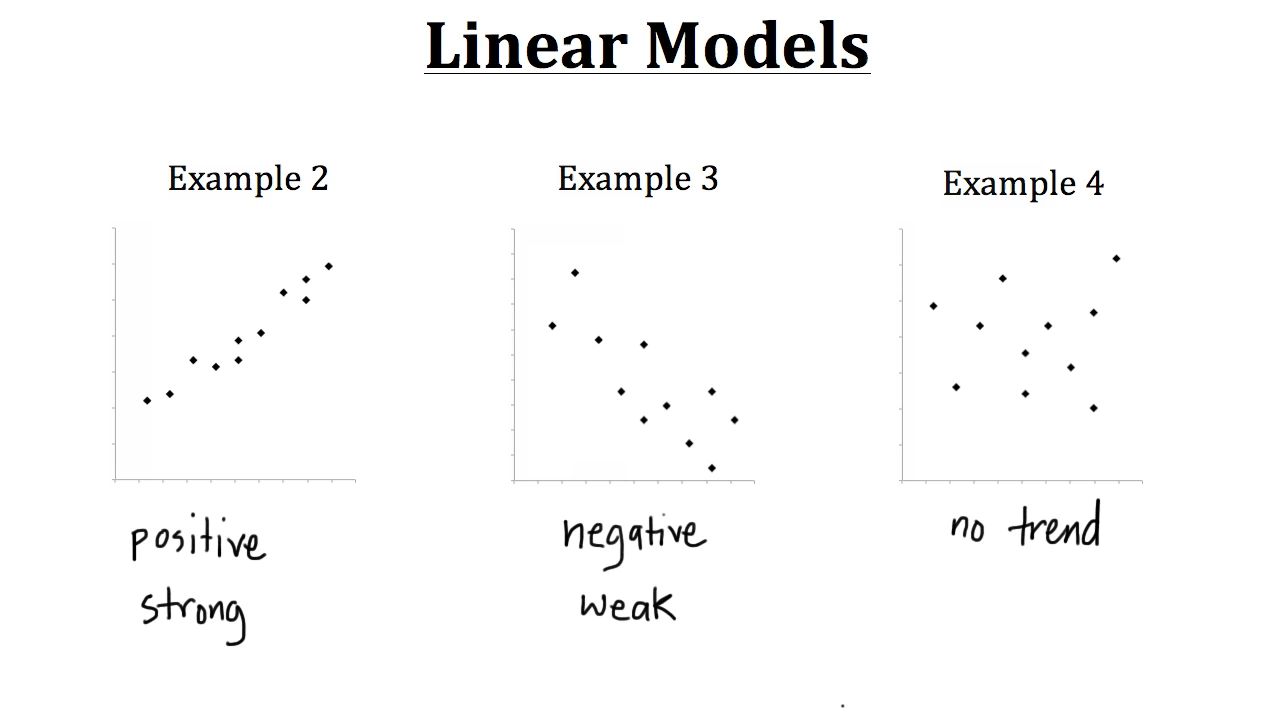 Linear Models
Example 2
Example 3
Example 4
positive
strong
negative
weak
no trend